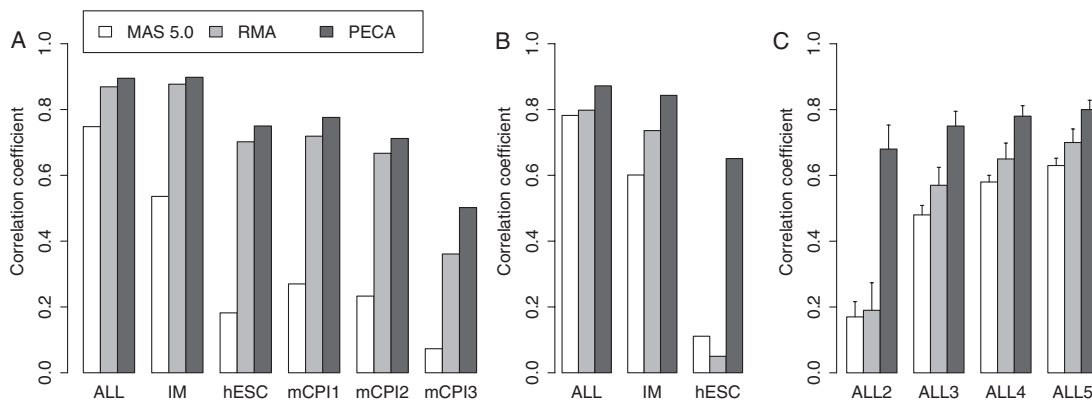 A
MAS 5.0 RMA PECA
Correlation coefficient
0.0 0.2 0.4 0.6 0.8 1.0
ALL IM hESC mCPI1 mCPI2 mCPI3
B
Correlation coefficient
0.0 0.2 0.4 0.6 0.8 1.0
ALL IM hESC
C
Correlation coefficient
0.0 0.2 0.4 0.6 0.8 1.0
ALL2 ALL3 ALL4 ALL5